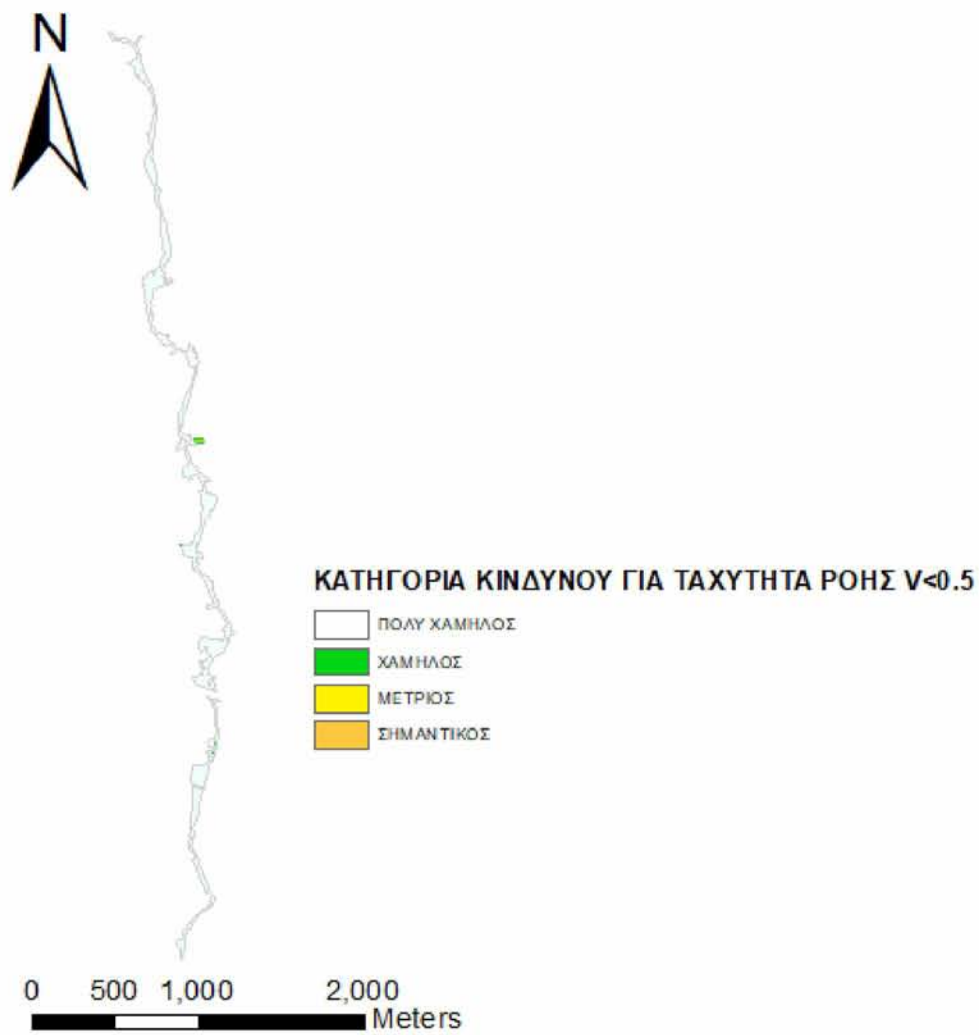 N
ΚΑΤΗΓΟΡΙΑ ΚΙΝΔΥΝΟΥ ΓΙΑ ΤΑΧΥΤΗΤΑ ΡΟΗΣ V<0.5
ΠΟΛΥ ΧΑΜΗΛΟΣ
ΧΑΜΗΛΟΣ
ΜΕΤΡΙΟΣ
ΣΗΜΑΝΤΙΚΟΣ
0 500 1,000 2,000
Meters